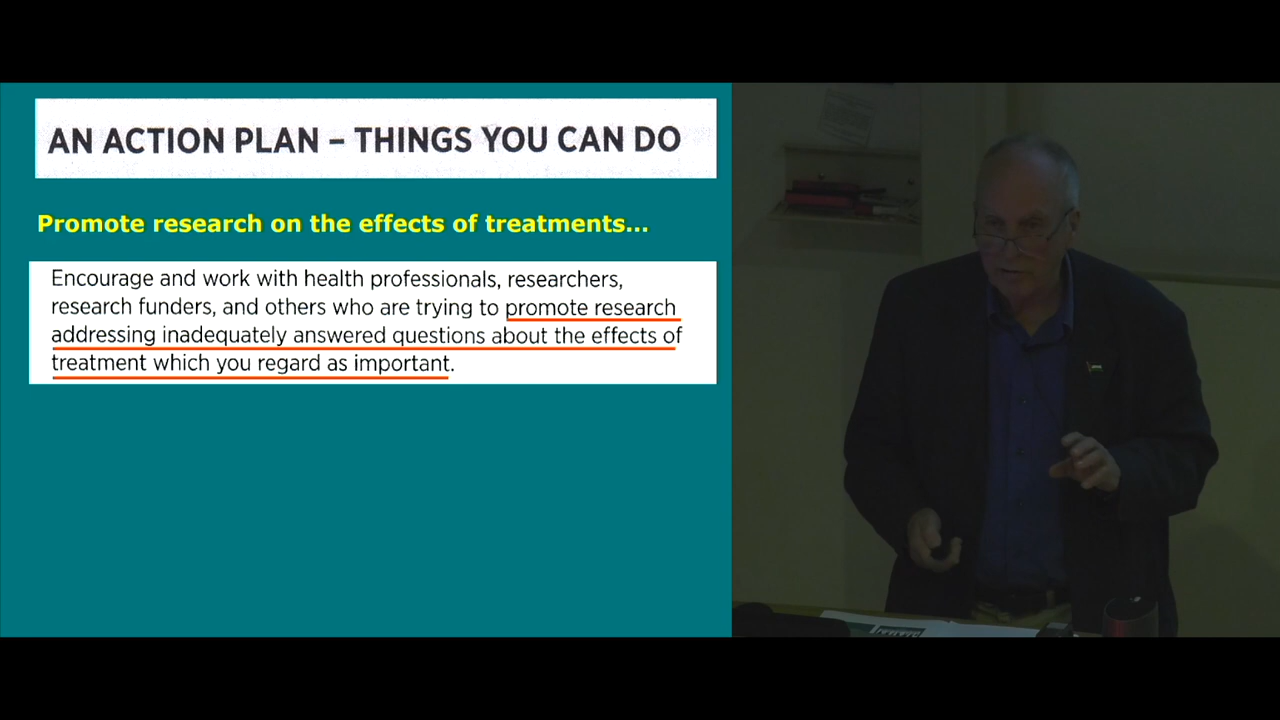 AN ACTION PLAN – THINGS YOU CAN DO
Promote research on the effects of treatments...
Encourage and work with health professionals, researchers,
research funders, and others who are trying to promote research
addressing inadequately answered questions about the effects of
treatment which you regard as important.